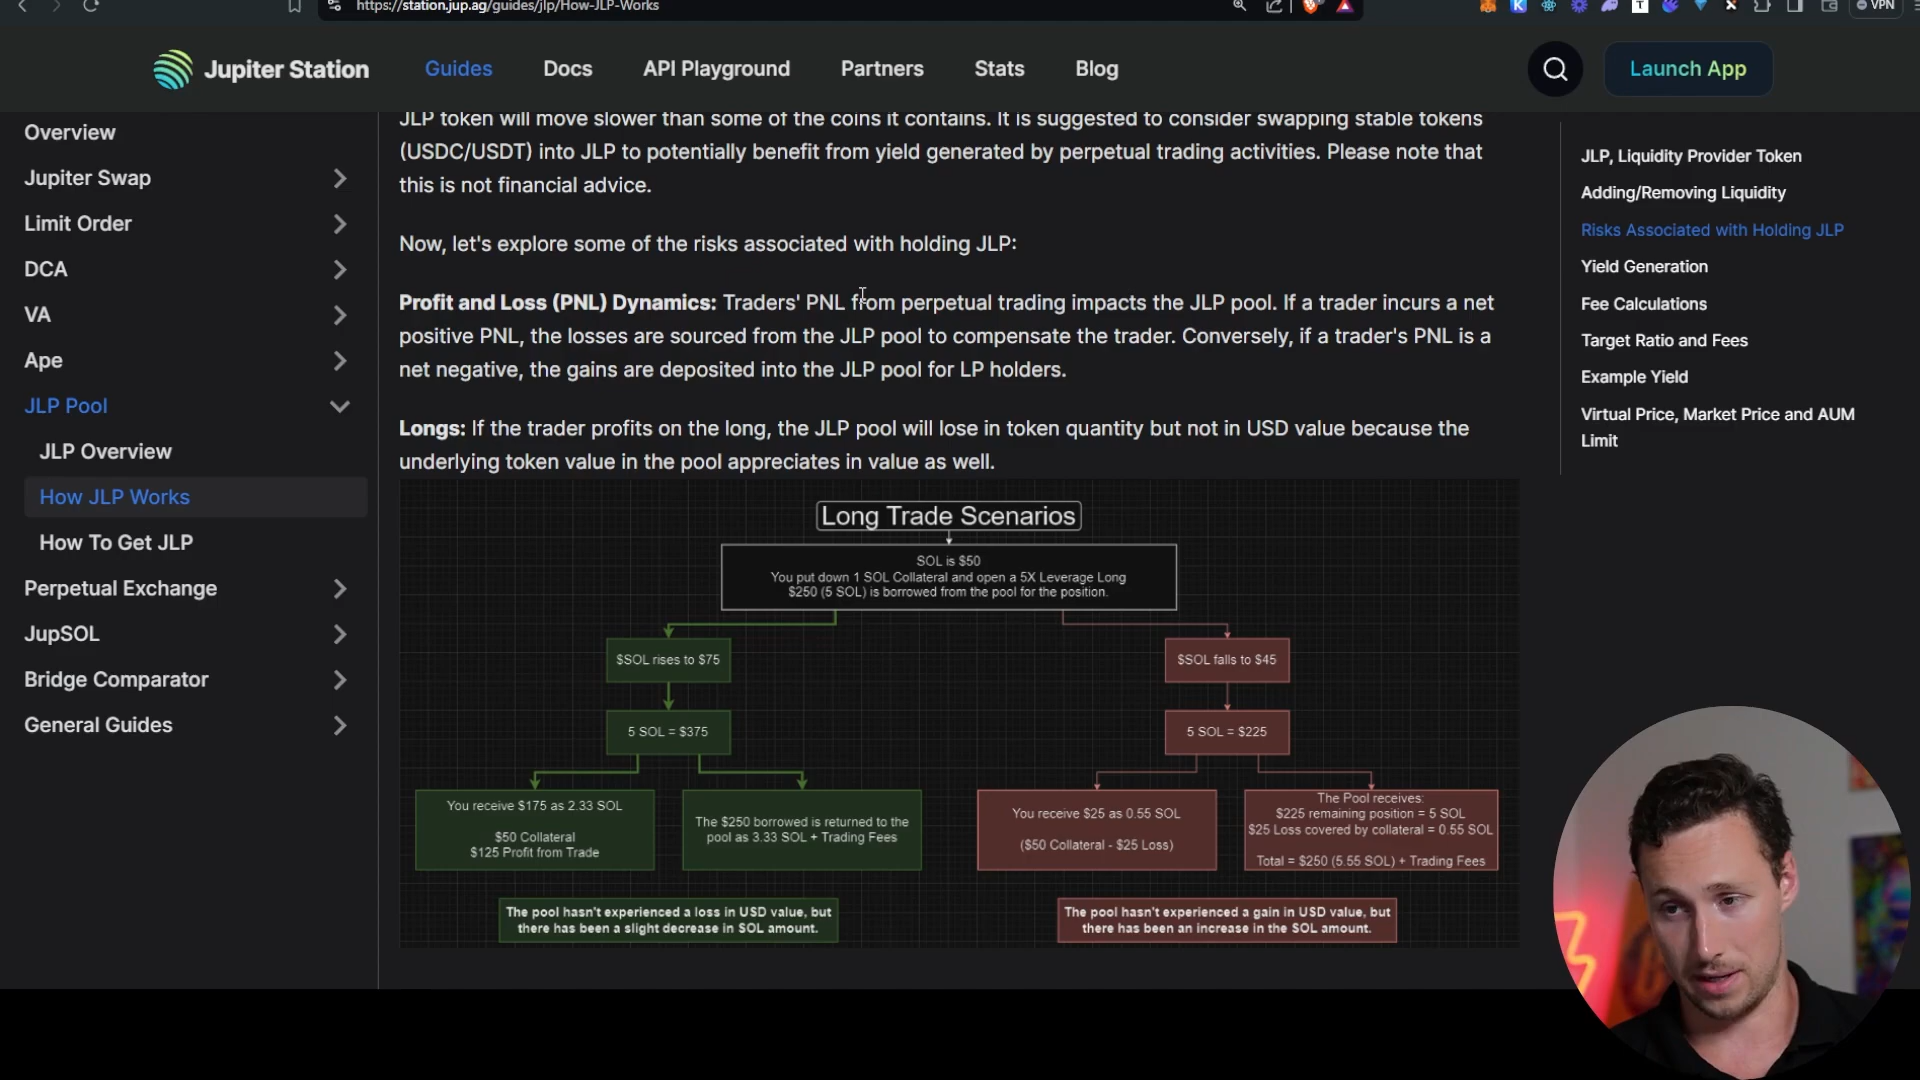 https://station.jup.ag/guides/jlp/How-JLP-Works
VPN
Jupiter Station
Guides
Docs
API Playground
Partners
Stats
Blog
Launch App
Overview
Jupiter Swap
Limit Order
DCA
VA
Ape
JLP Pool
JLP Overview
How JLP Works
How To Get JLP
Perpetual Exchange
JupSOL
Bridge Comparator
General Guides
JLP token will move slower than some of the coins it contains. It is suggested to consider swapping stable tokens
(USDC/USDT) into JLP to potentially benefit from yield generated by perpetual trading activities. Please note that
this is not financial advice.
Now, let's explore some of the risks associated with holding JLP:
Profit and Loss (PNL) Dynamics: Traders' PNL from perpetual trading impacts the JLP pool. If a trader incurs a net
positive PNL, the losses are sourced from the JLP pool to compensate the trader. Conversely, if a trader's PNL is a
net negative, the gains are deposited into the JLP pool for LP holders.
Longs: If the trader profits on the long, the JLP pool will lose in token quantity but not in USD value because the
underlying token value in the pool appreciates in value as well.
Long Trade Scenarios
SOL is $50
You put down 1 SOL Collateral and open a 5X Leverage Long
$250 (5 SOL) is borrowed from the pool for the position.
$SOL rises to $75
5 SOL = $375
You receive $175 as 2.33 SOL
$50 Collateral
$125 Profit from Trade
The $250 borrowed is returned to the
pool as 3.33 SOL + Trading Fees
The pool hasn't experienced a loss in USD value, but
there has been a slight decrease in SOL amount.
$SOL falls to $45
5 SOL = $225
You receive $25 as 0.55 SOL
($50 Collateral - $25 Loss)
The Pool receives:
$225 remaining position = 5 SOL
$25 Loss covered by collateral = 0.55 SOL
Total = $250 (5.55 SOL) + Trading Fees
The pool hasn't experienced a gain in USD value, but
there has been an increase in the SOL amount.
JLP, Liquidity Provider Token
Adding/Removing Liquidity
Risks Associated with Holding JLP
Yield Generation
Fee Calculations
Target Ratio and Fees
Example Yield
Virtual Price, Market Price and AUM
Limit